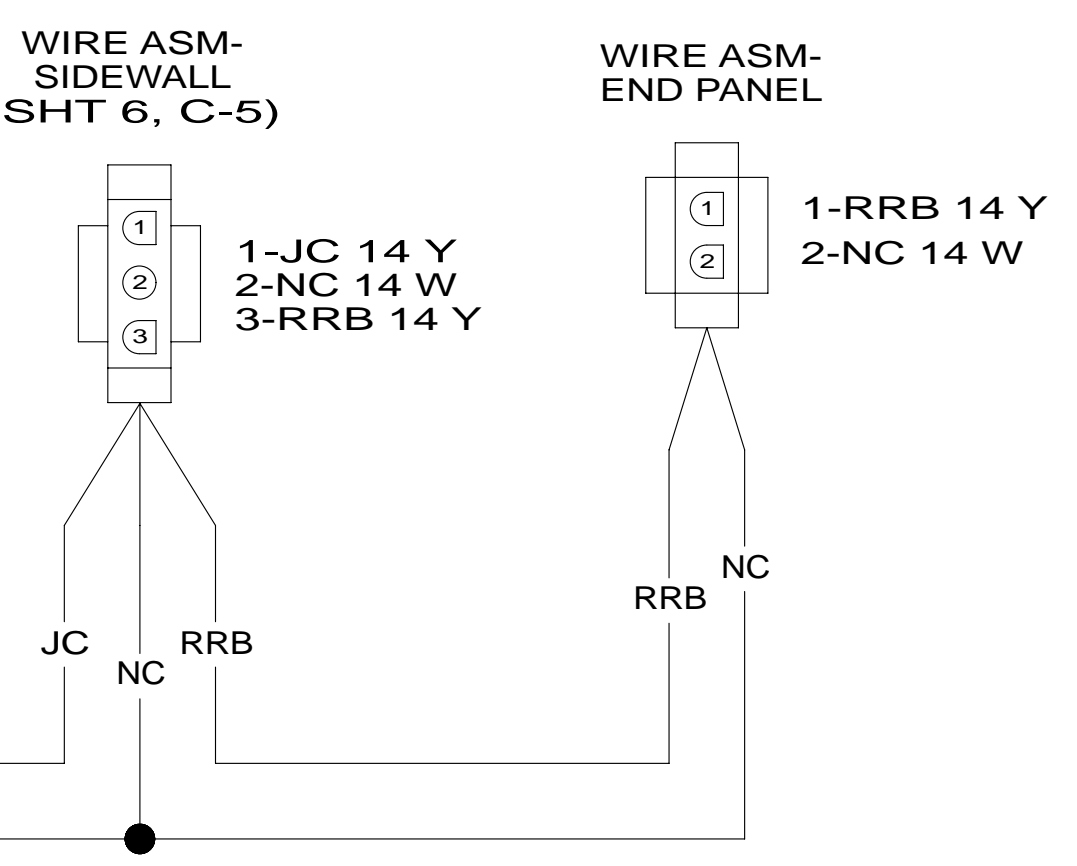 WIRE ASM-
SIDEWALL
SHT 6, C-5)
1
2
3
1-JC 14 Y
2-NC 14 W
3-RRB 14 Y
JC
NC
RRB
WIRE ASM-
END PANEL
1
2
1-RRB 14 Y
2-NC 14 W
RRB
NC